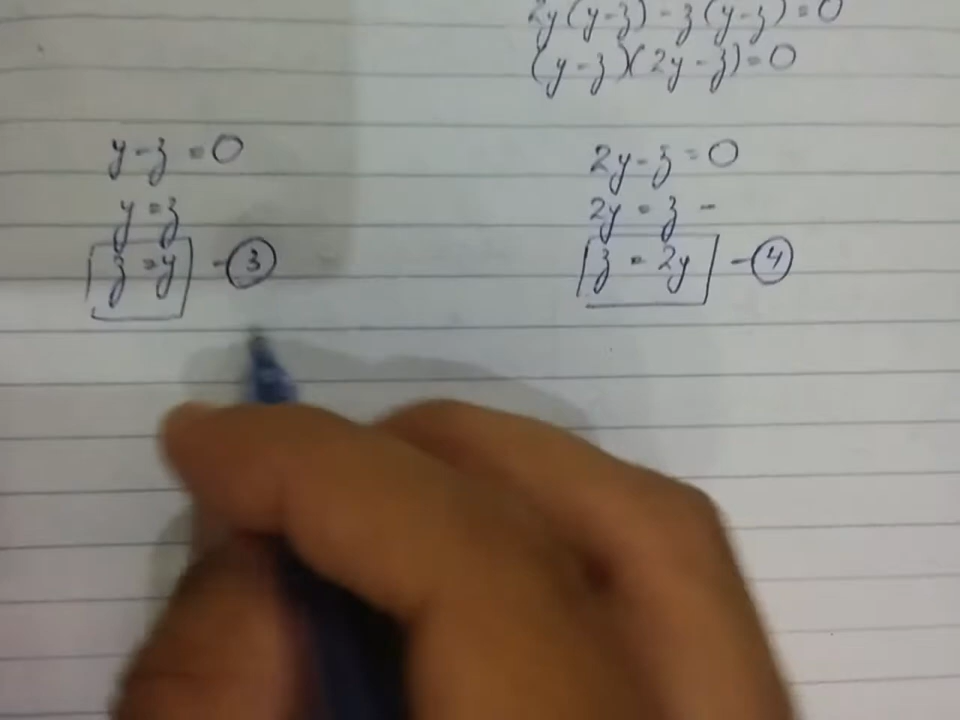 2y(y-z)-z(y-z)=0
(y-z)(2y-z)=0
y-z=0
y=z
z=y -③
2y-z=0
2y=z -
z=2y -④